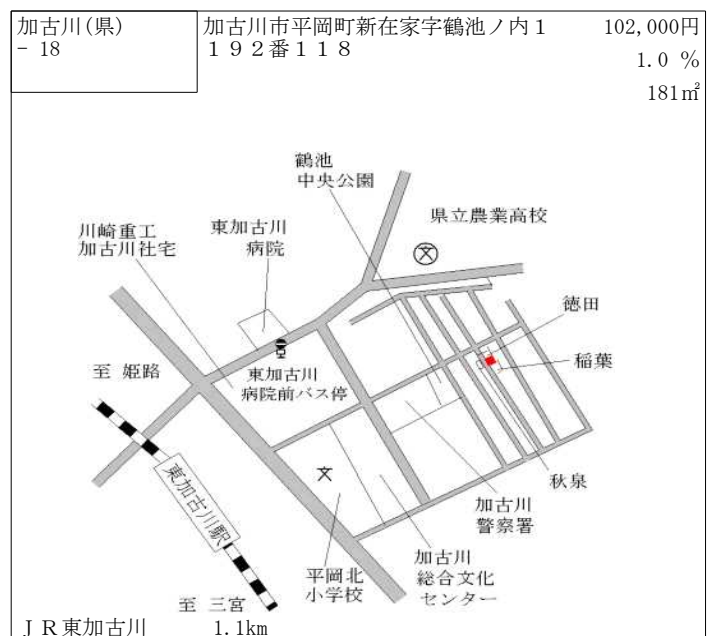 加古川(県)
- 18
加古川市平岡町新在家字鶴池ノ内１
１９２番１１８
102,000円
1.0 %
181㎡
鶴池
中央公園
県立農業高校
川崎重工
加古川社宅
東加古川
病院
文
徳田
稲葉
至 姫路
東加古川
病院前バス停
東加古川駅
文
秋泉
加古川
警察署
平岡北
小学校
加古川
総合文化
センター
至 三宮
ＪＲ東加古川 1.1km